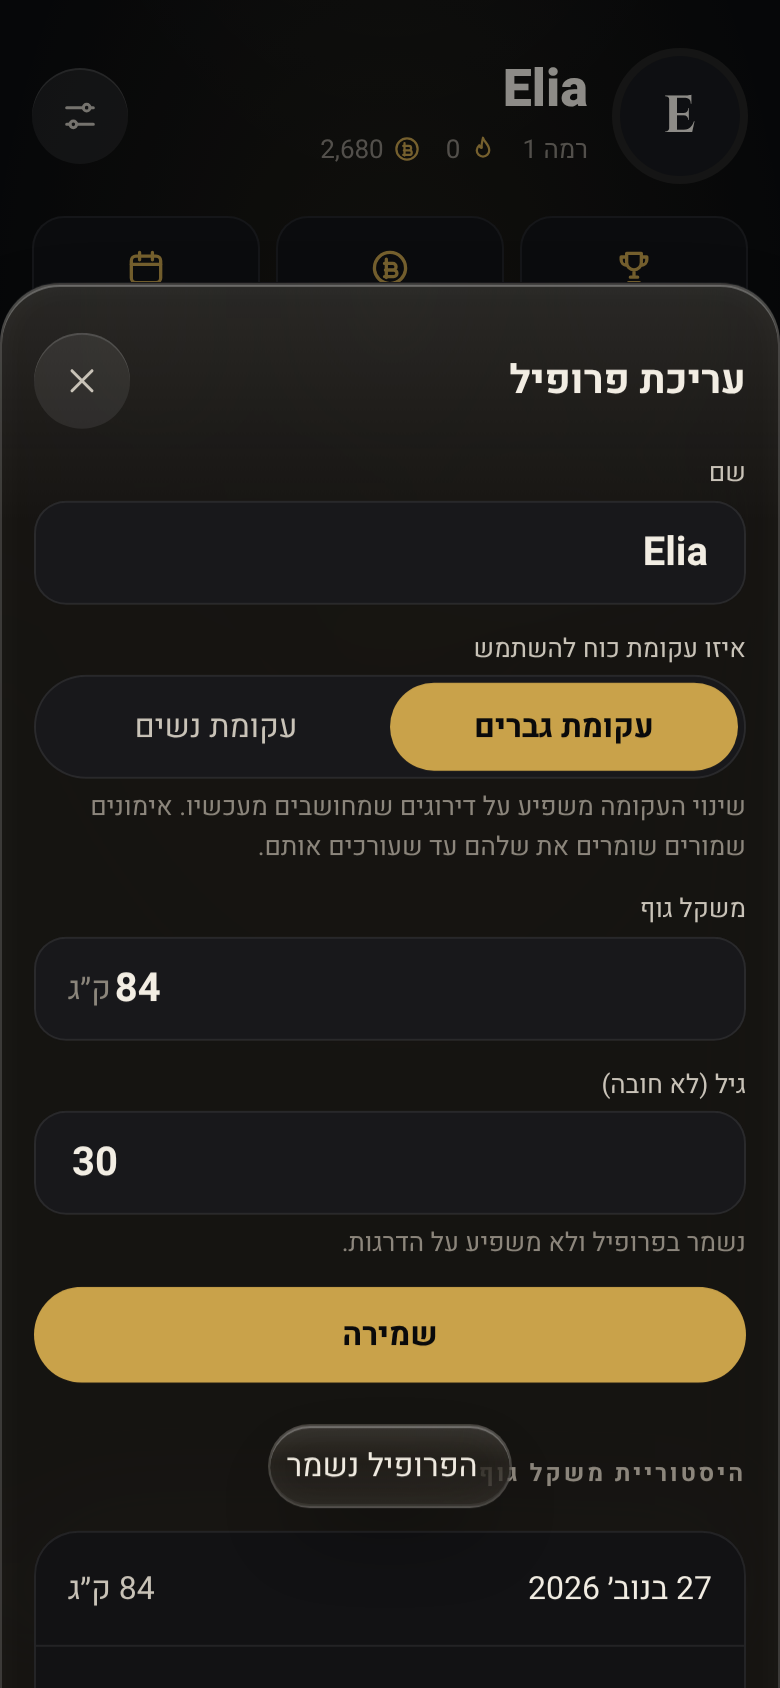 Elia
E
רמה 1 0 2,680
עריכת פרופיל
שם
Elia
איזו עקומת כוח להשתמש
עקומת גברים
עקומת נשים
שינוי העקומה משפיע על דירוגים שמחושבים מעכשיו. אימונים
שמורים שומרים את שלהם עד שעורכים אותם.
משקל גוף
84 ק״ג
גיל (לא חובה)
30
נשמר בפרופיל ולא משפיע על הדרגות.
שמירה
היסטוריית משקל גוף
הפרופיל נשמר
27 בנוב׳ 2026
84 ק״ג